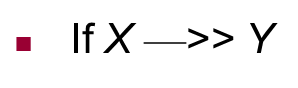 ▪ If X —>> Y